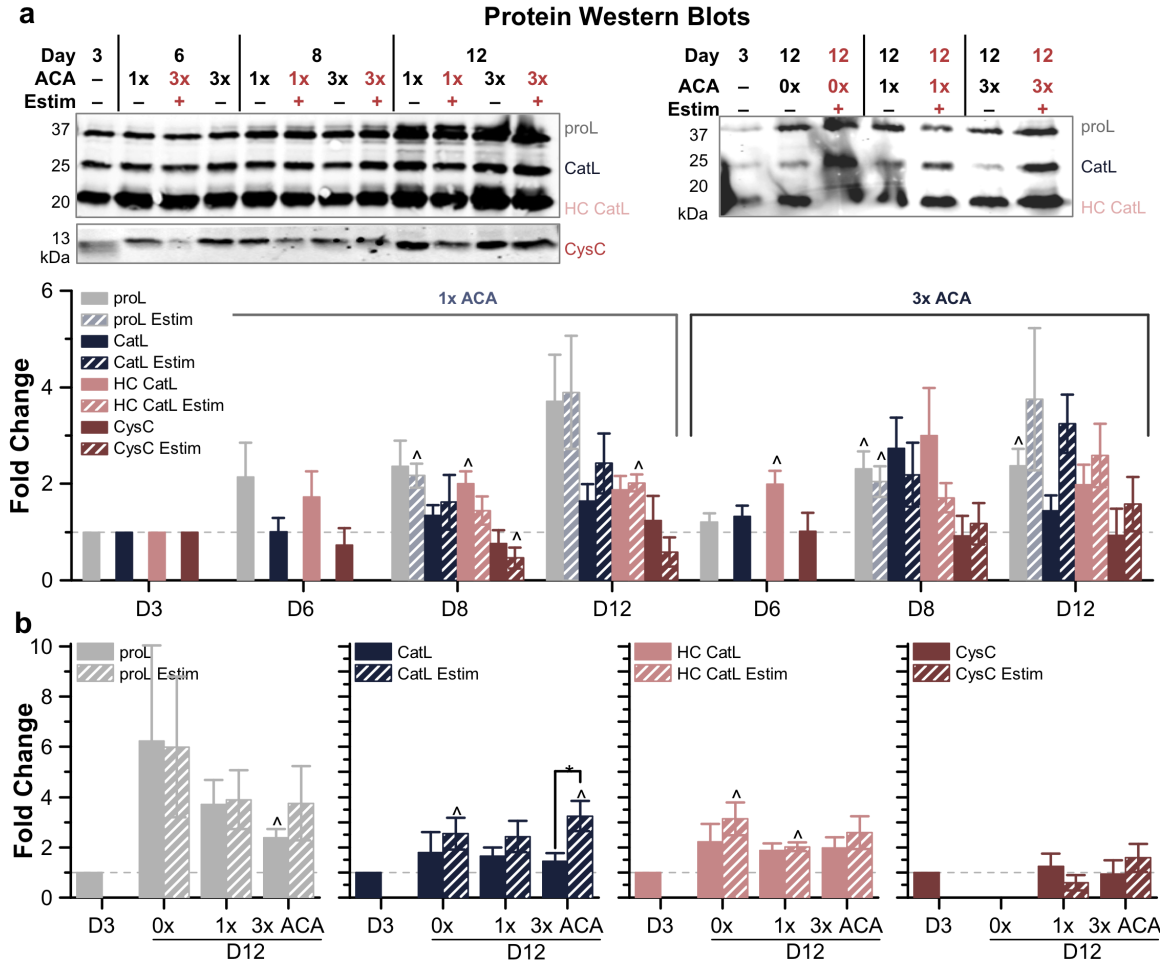 a
Protein Western Blots
Day 3 6 8 12
ACA – 1x 3x 3x 1x 1x 3x 3x 1x 1x 3x 3x
Estim – – + – – + – + – + – +
37 proL
25 CatL
20 HC CatL
13 CysC
kDa
Day 3 12 12 12 12 12 12
ACA – 0x 0x 1x 1x 3x 3x
Estim – – + – + – +
37 proL
25 CatL
20
HC CatL
kDa
Fold Change
6
4
2
0
proL
proL Estim
CatL
CatL Estim
HC CatL
HC CatL Estim
CysC
CysC Estim
1x ACA
3x ACA
^ ^ ^ ^ ^ ^ ^ ^
D3 D6 D8 D12 D6 D8 D12
b
Fold Change
10
8
6
4
2
0
proL
proL Estim
^
D3 0x 1x 3x ACA
D12
CatL
CatL Estim
*
^ ^
D3 0x 1x 3x ACA
D12
HC CatL
HC CatL Estim
^ ^
D3 0x 1x 3x ACA
D12
CysC
CysC Estim
D3 0x 1x 3x ACA
D12